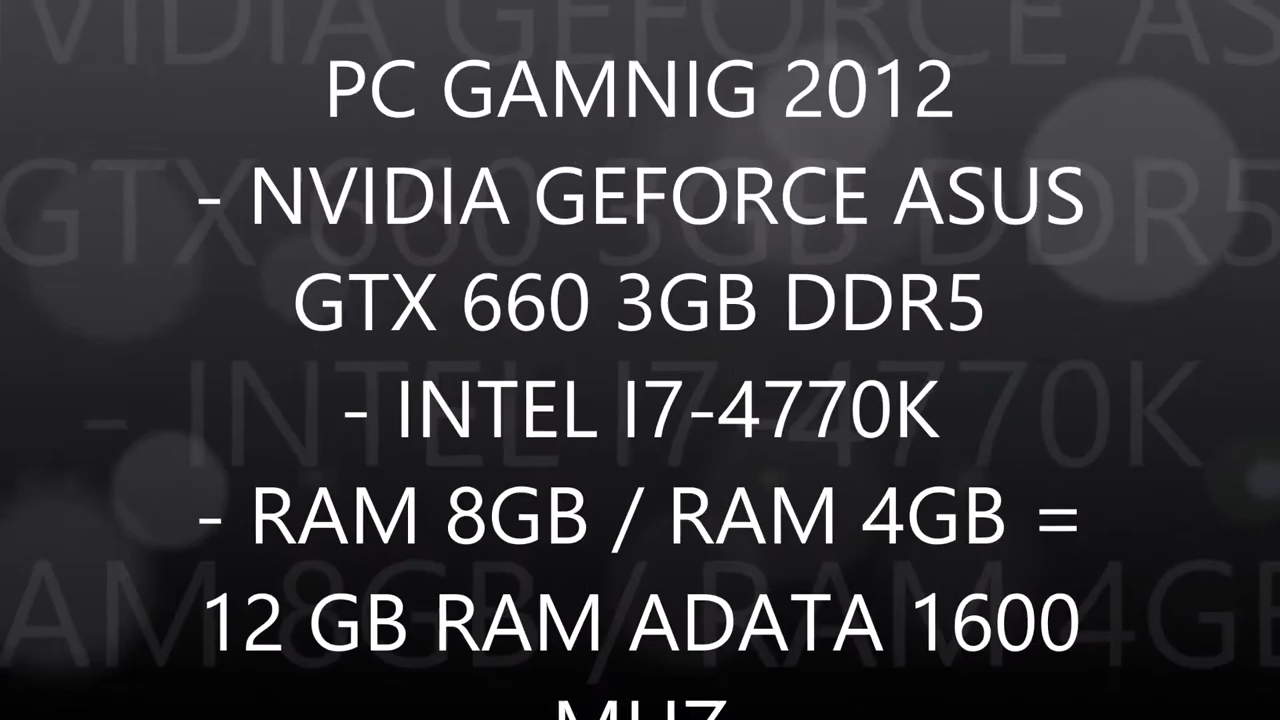 PC GAMNIG 2012
- NVIDIA GEFORCE ASUS
GTX 660 3GB DDR5
- INTEL I7-4770K
- RAM 8GB / RAM 4GB =
12 GB RAM ADATA 1600
MHZ